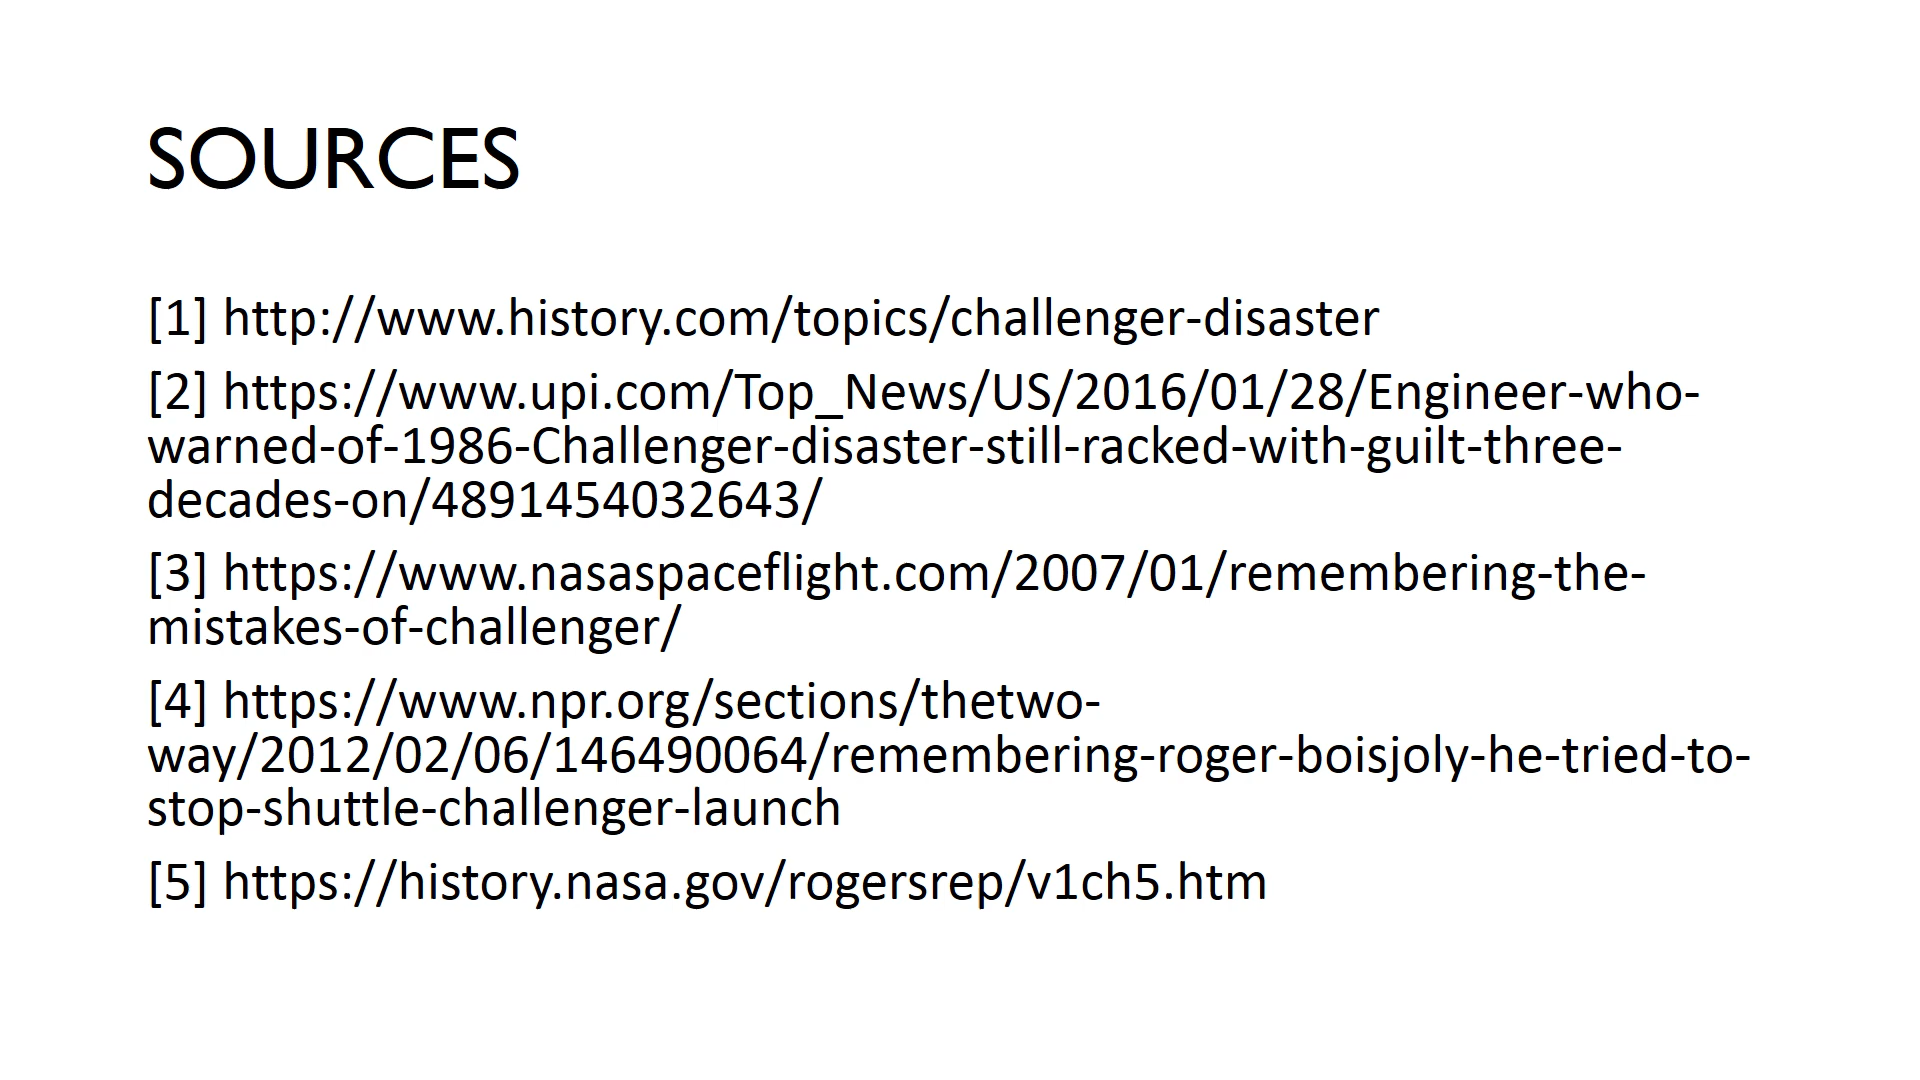 SOURCES
[1] http://www.history.com/topics/challenger-disaster
[2] https://www.upi.com/Top_News/US/2016/01/28/Engineer-who-
warned-of-1986-Challenger-disaster-still-racked-with-guilt-three-
decades-on/4891454032643/
[3] https://www.nasaspaceflight.com/2007/01/remembering-the-
mistakes-of-challenger/
[4] https://www.npr.org/sections/thetwo-
way/2012/02/06/146490064/remembering-roger-boisjoly-he-tried-to-
stop-shuttle-challenger-launch
[5] https://history.nasa.gov/rogersrep/v1ch5.htm